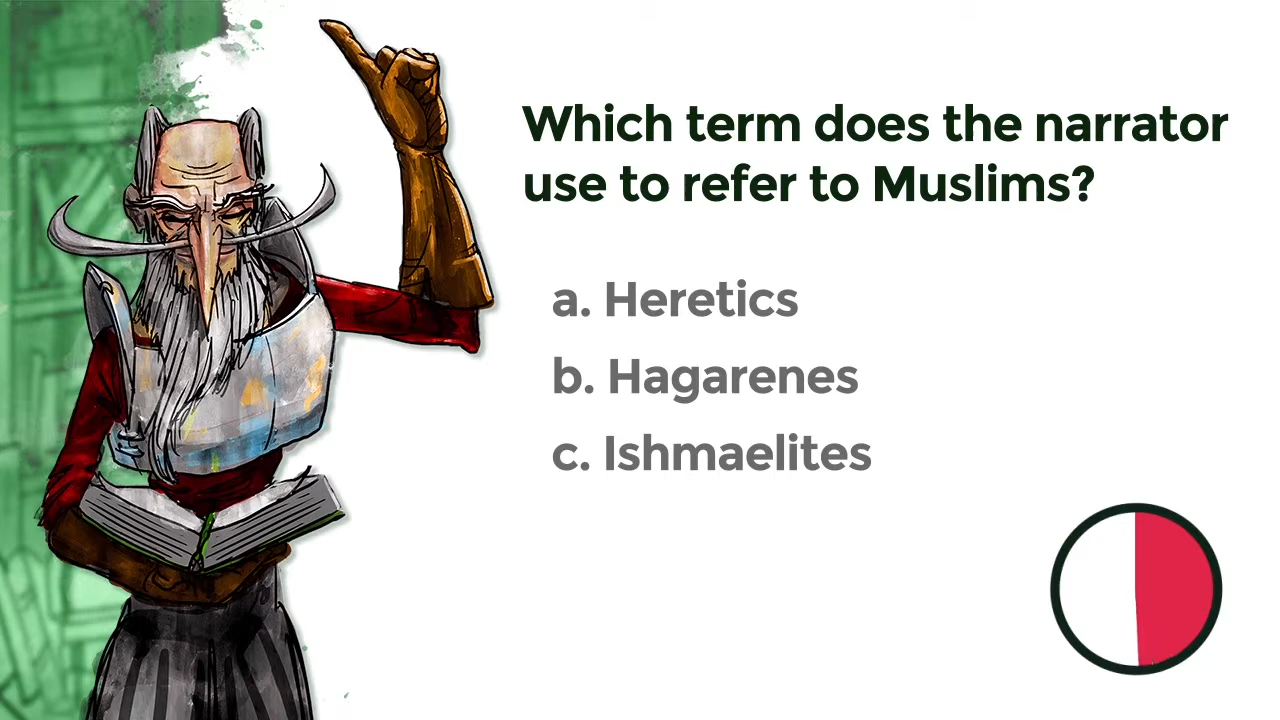 Which term does the narrator
use to refer to Muslims?
a. Heretics
b. Hagarenes
c. Ishmaelites